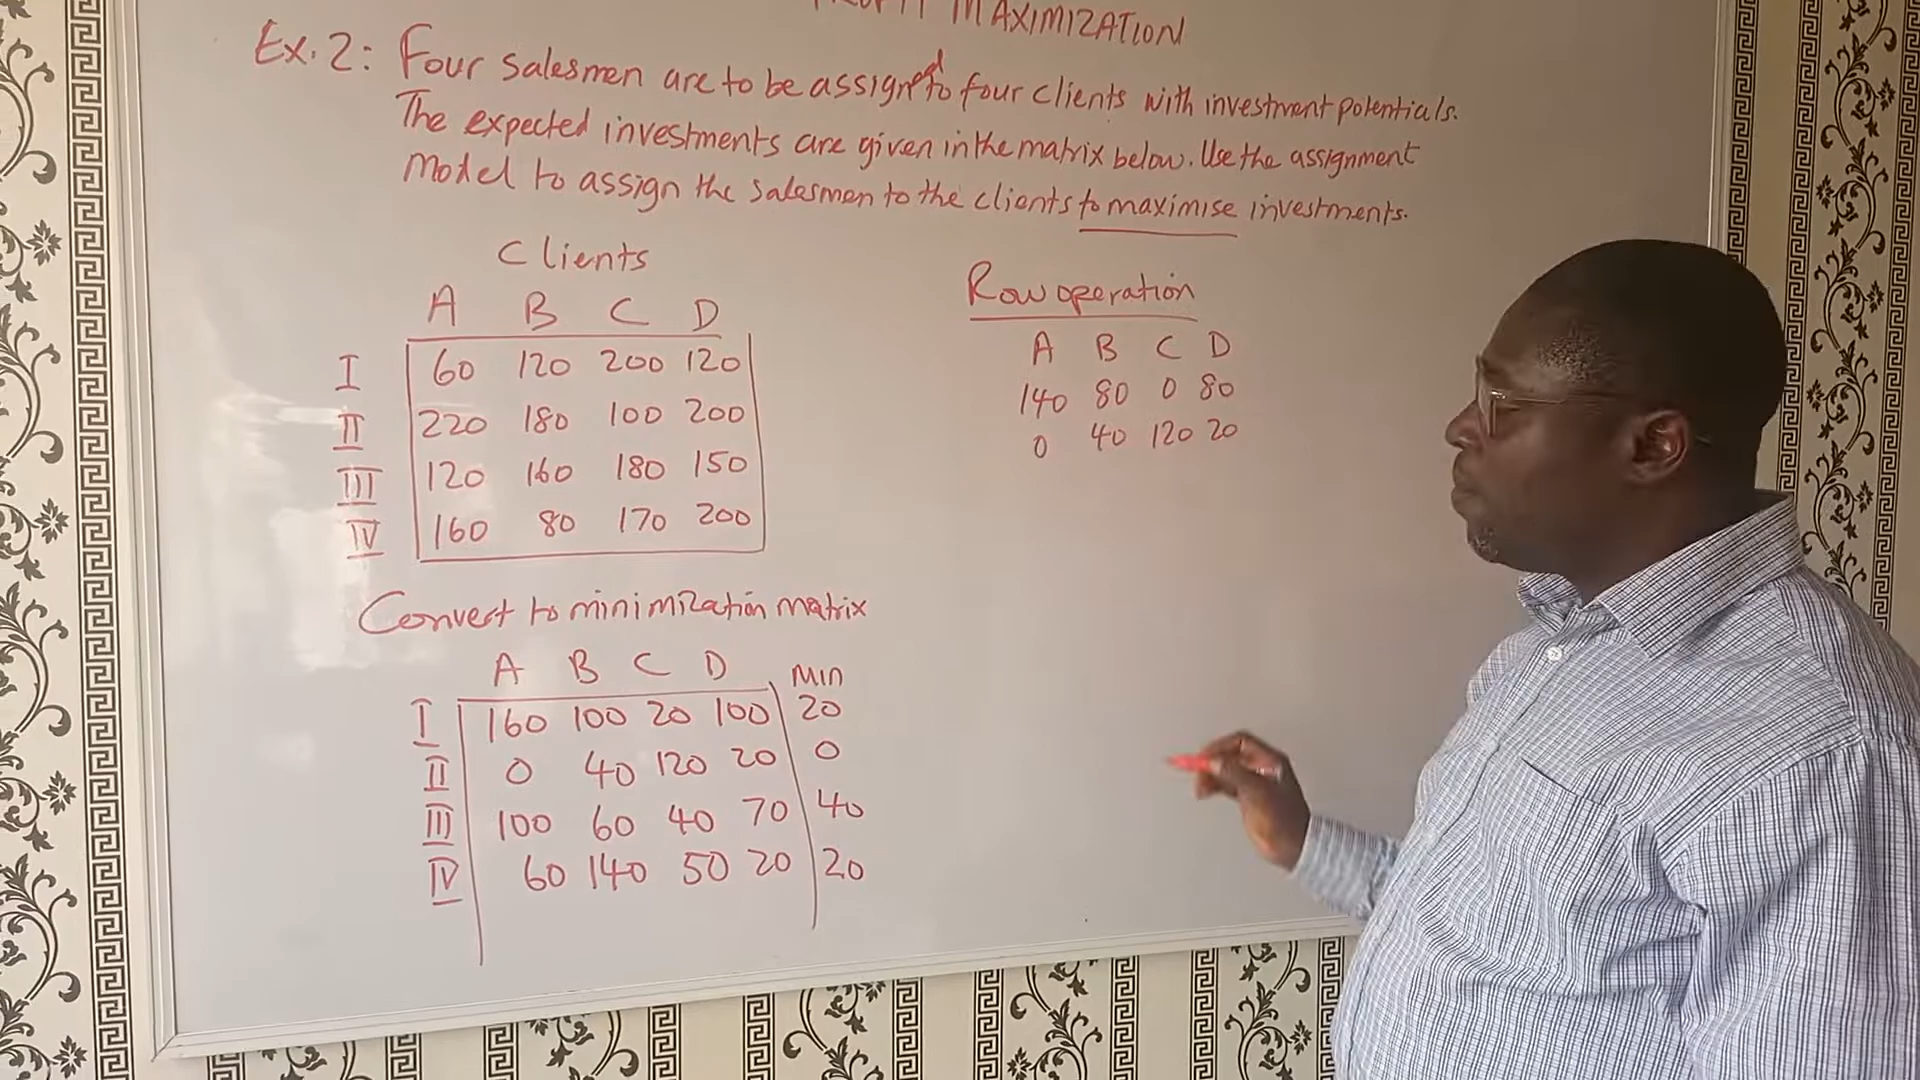 PROFIT MAXIMIZATION
Ex. 2: Four salesmen are to be assigned to four clients with investment potentials.
The expected investments are given in the matrix below. Use the assignment
model to assign the salesmen to the clients to maximise investments.
Clients
A B C D
I 60 120 200 120
II 220 180 100 200
III 120 160 180 150
IV 160 80 170 200
Convert to minimization matrix
A B C D Min
I 160 100 20 100 20
II 0 40 120 20 0
III 100 60 40 70 40
IV 60 140 50 20 20
Row operation
A B C D
140 80 0 80
0 40 120 20